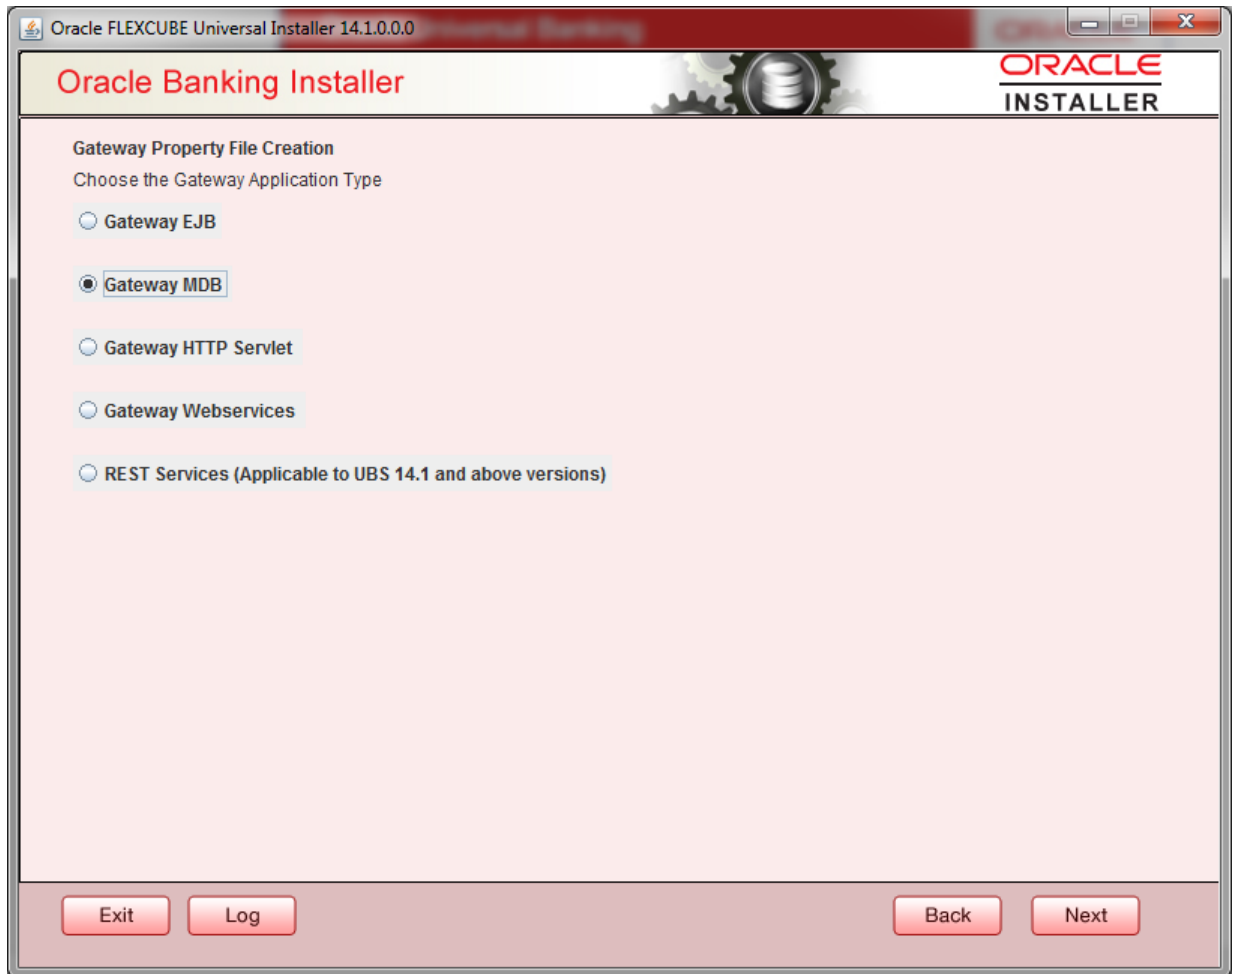 Oracle FLEXCUBE Universal Installer 14.1.0.0.0
Oracle Banking Installer
ORACLE
INSTALLER
Gateway Property File Creation
Choose the Gateway Application Type
Gateway EJB
Gateway MDB
Gateway HTTP Servlet
Gateway Webservices
REST Services (Applicable to UBS 14.1 and above versions)
Exit
Log
Back
Next